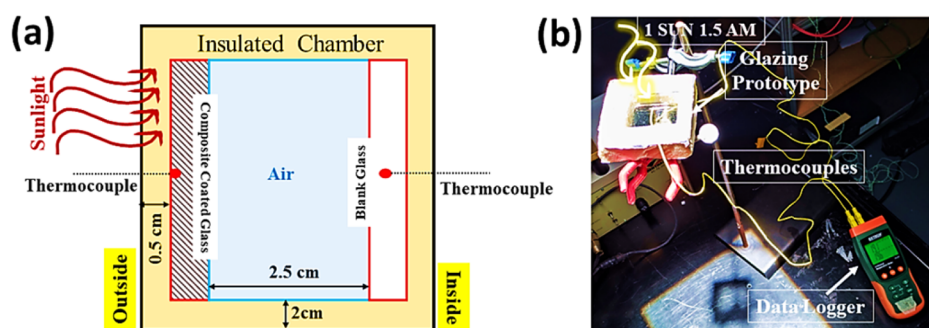 (a)
Insulated Chamber
Sunlight
Thermocouple
Composite Coated Glass
Air
Blank Glass
Thermocouple
0.5 cm
2.5 cm
2cm
Outside
Inside
(b)
1 SUN 1.5 AM
Glazing
Prototype
Thermocouples
Data Logger